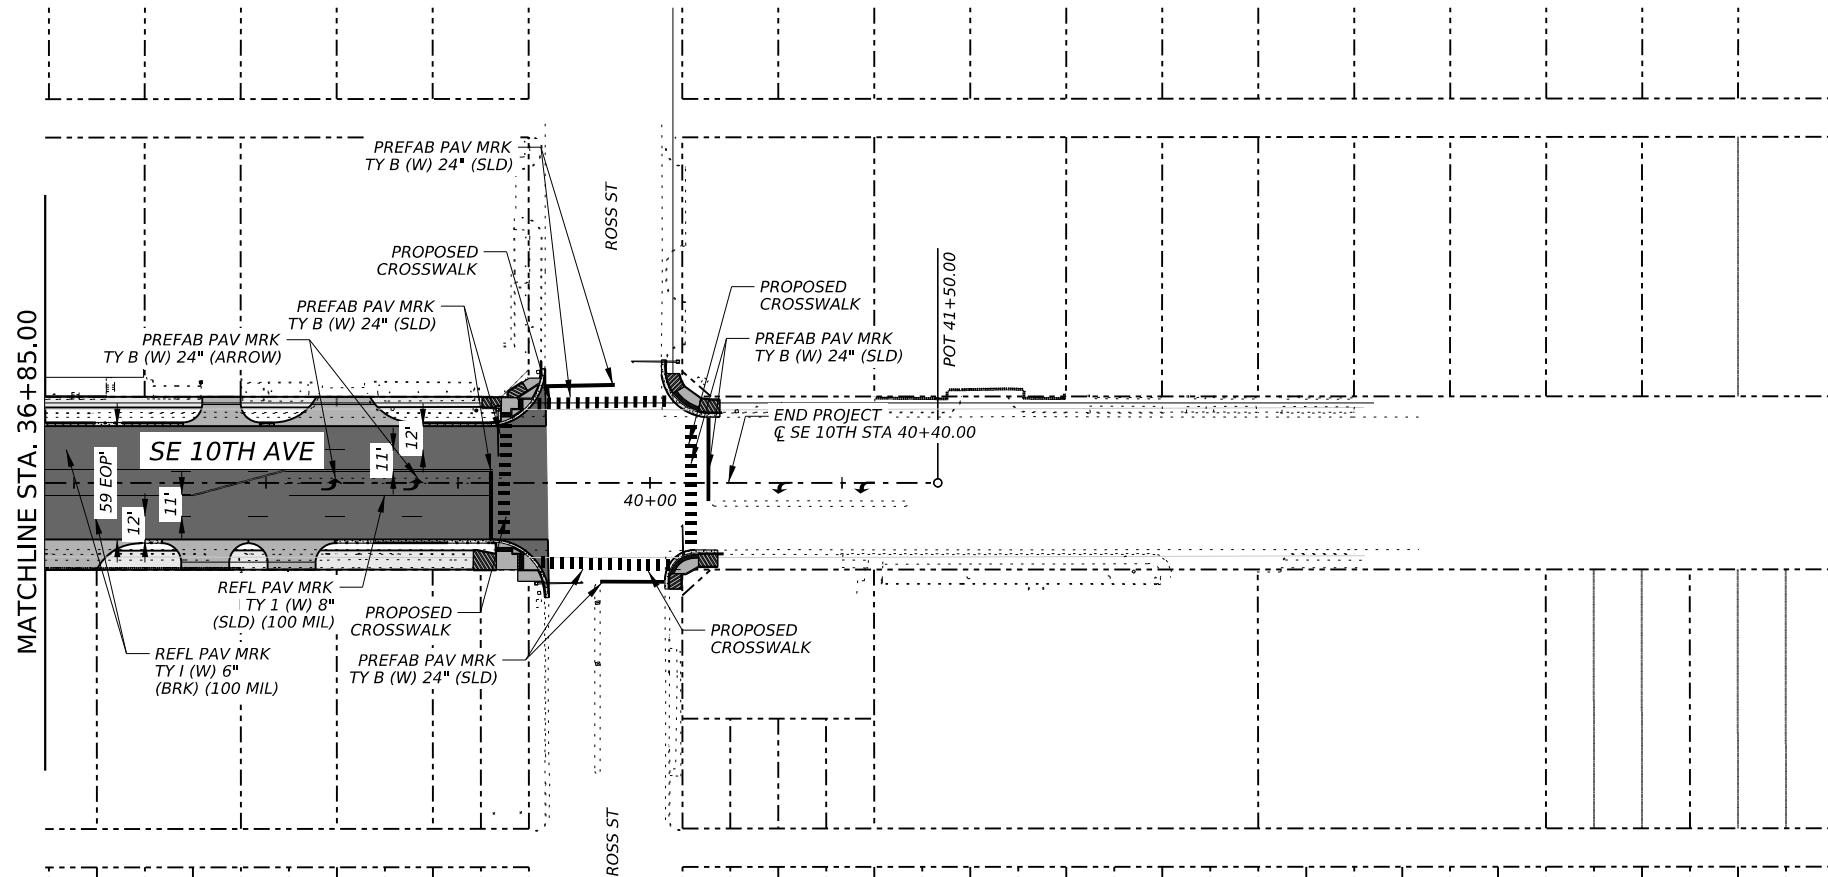 PREFAB PAV MRK
TY B (W) 24" (SLD)
ROSS ST
PROPOSED
CROSSWALK
PREFAB PAV MRK
TY B (W) 24" (SLD)
PREFAB PAV MRK
TY B (W) 24" (ARROW)
PROPOSED
CROSSWALK
PREFAB PAV MRK
TY B (W) 24" (SLD)
POT 41+50.00
MATCHLINE STA. 36+85.00
END PROJECT
℄ SE 10TH STA 40+40.00
SE 10TH AVE
12'
11'
59 EOP'
11'
12'
40+00
REFL PAV MRK
TY 1 (W) 8"
(SLD) (100 MIL)
PROPOSED
CROSSWALK
PROPOSED
CROSSWALK
REFL PAV MRK
TY I (W) 6"
(BRK) (100 MIL)
PREFAB PAV MRK
TY B (W) 24" (SLD)
ROSS ST